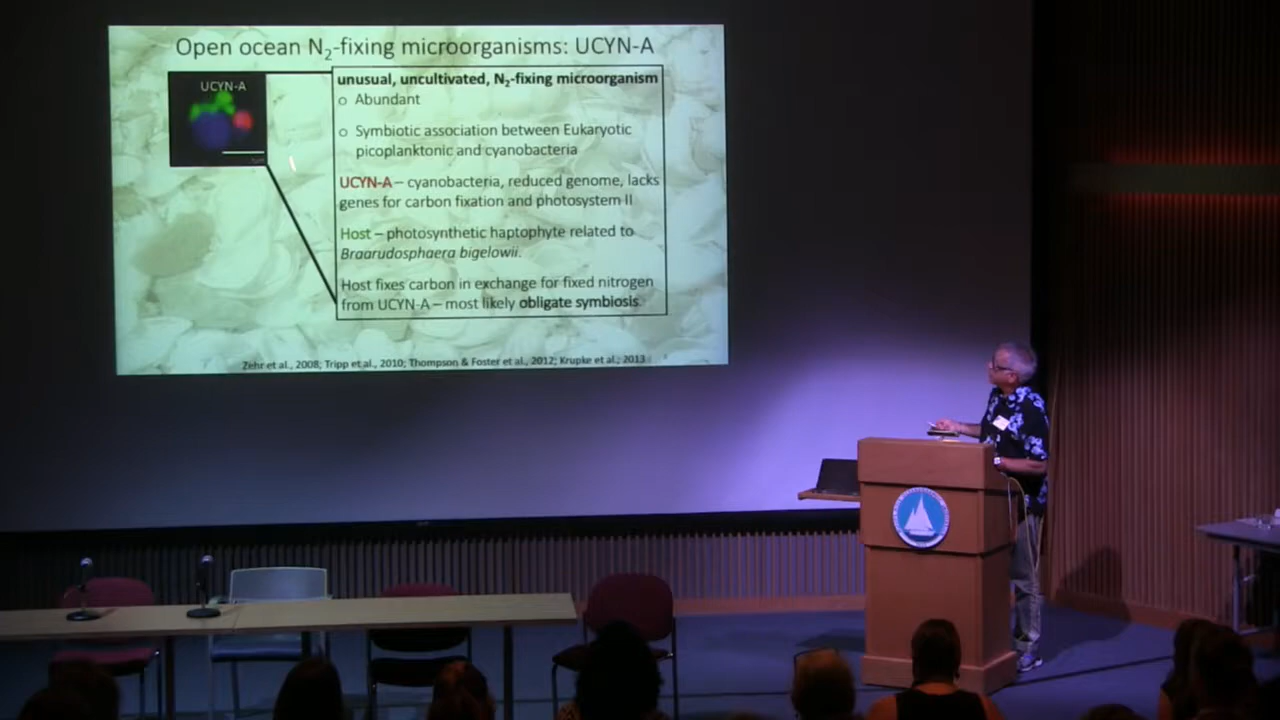 Open ocean N₂-fixing microorganisms: UCYN-A
UCYN-A
unusual, uncultivated, N₂-fixing microorganism
o Abundant
o Symbiotic association between Eukaryotic
picoplanktonic and cyanobacteria
UCYN-A – cyanobacteria, reduced genome, lacks
genes for carbon fixation and photosystem II
Host – photosynthetic haptophyte related to
Braarudosphaera bigelowii.
Host fixes carbon in exchange for fixed nitrogen
from UCYN-A – most likely obligate symbiosis
Zehr et al., 2008; Tripp et al., 2010; Thompson & Foster et al., 2012; Krupke et al., 2013